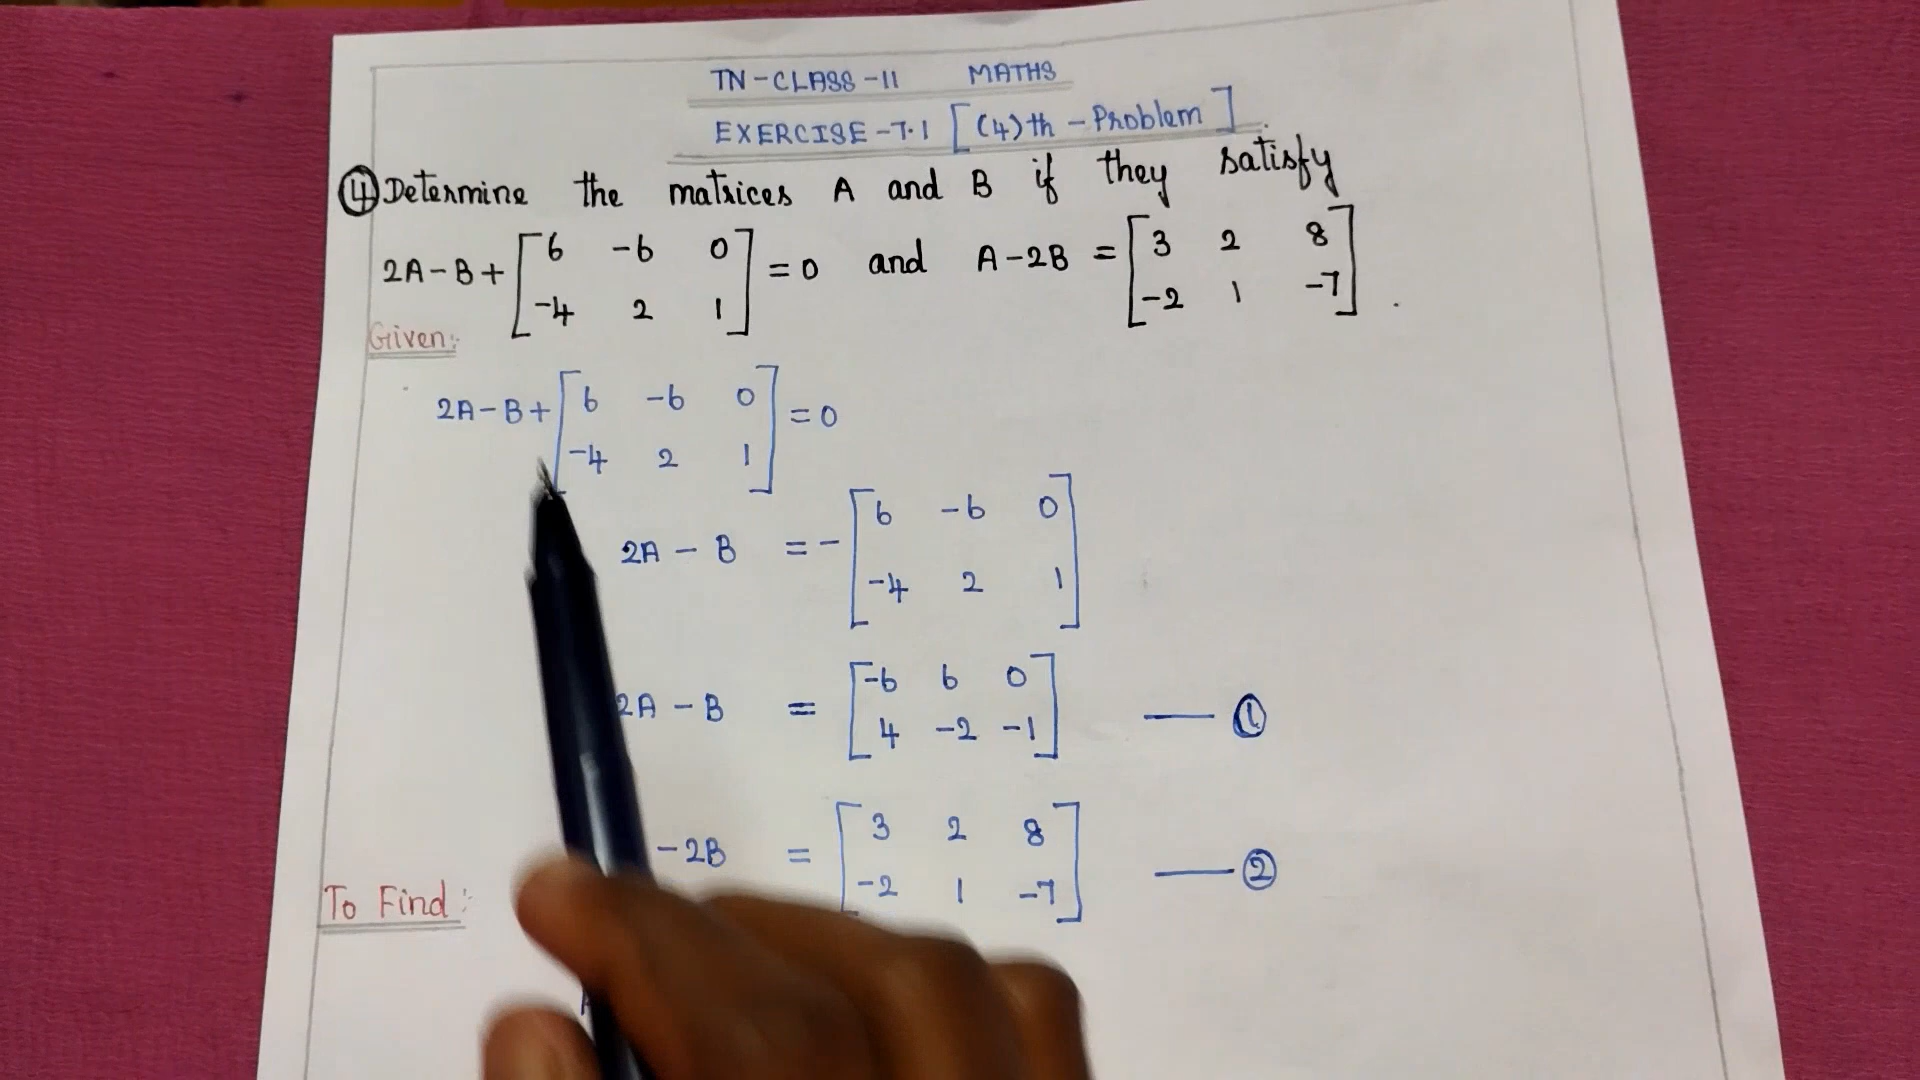 TN-CLASS-11 MATHS
EXERCISE-7.1 [(4)th-Problem].
④ Determine the matrices A and B if they satisfy
2A-B+[6 -6 0
-4 2 1] =0 and A-2B = [3 2 8
-2 1 -7].
Given:
2A-B+[6 -6 0
-4 2 1] =0
2A - B = -[6 -6 0
-4 2 1]
2A - B = [-6 6 0
4 -2 -1] — ①
-2B = [3 2 8
-2 1 -7] — ②
To Find: